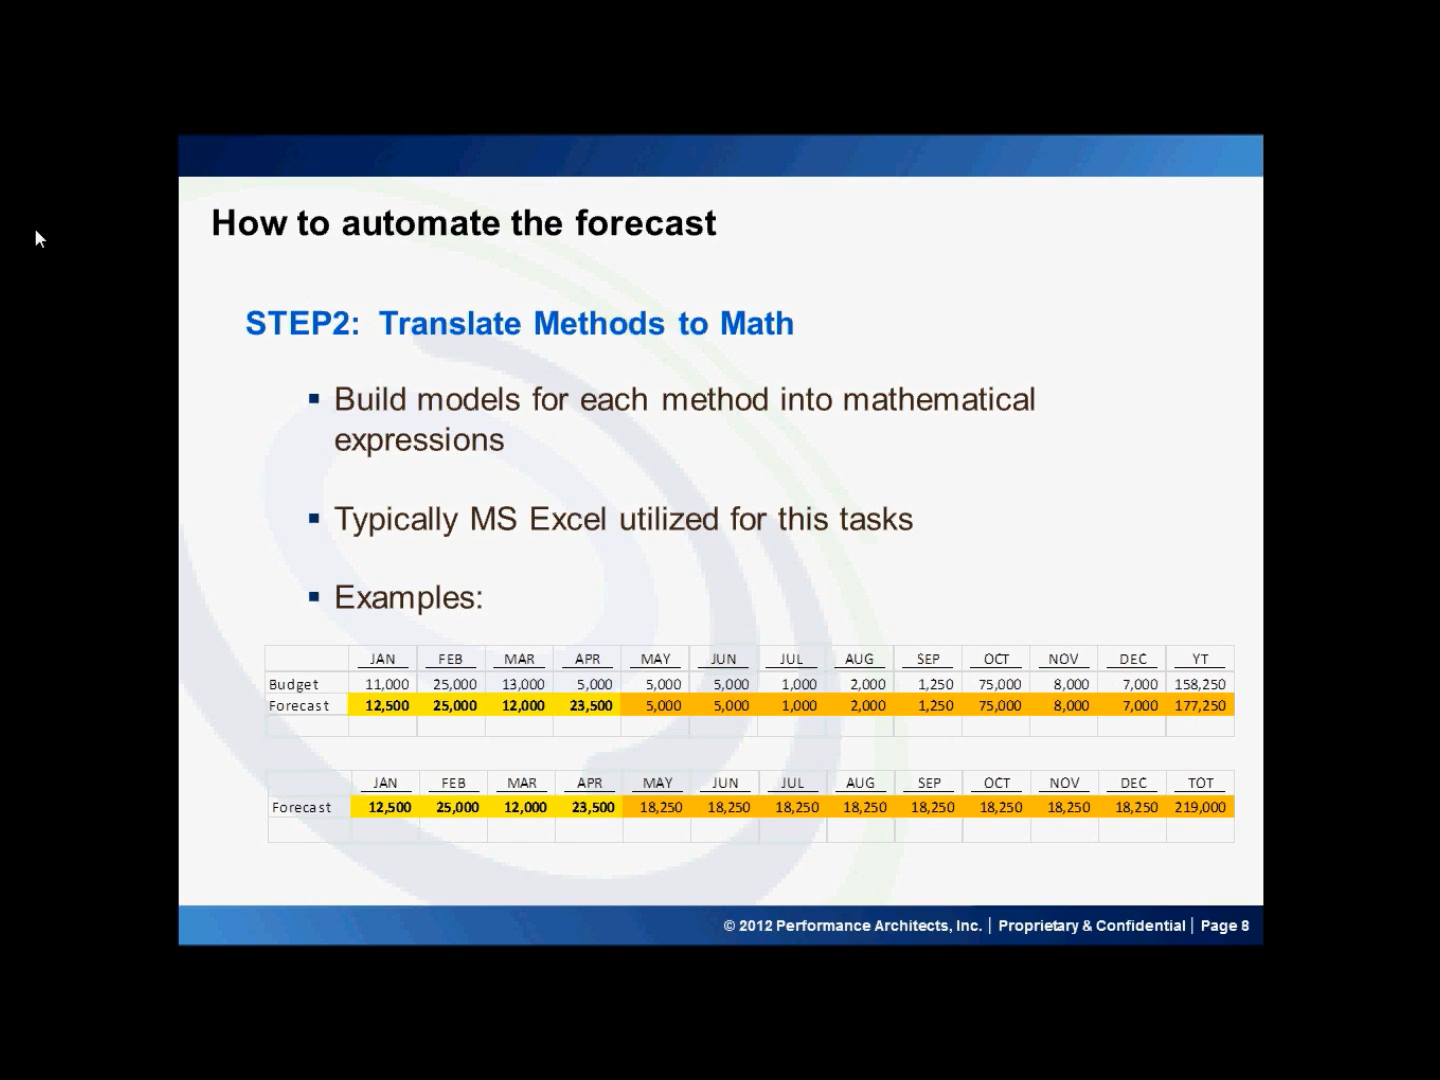 How to automate the forecast
STEP2: Translate Methods to Math
▪ Build models for each method into mathematical
expressions
▪ Typically MS Excel utilized for this tasks
▪ Examples:
JAN FEB MAR APR MAY JUN JUL AUG SEP OCT NOV DEC YT
Budget 11,000 25,000 13,000 5,000 5,000 5,000 1,000 2,000 1,250 75,000 8,000 7,000 158,250
Forecast 12,500 25,000 12,000 23,500 5,000 5,000 1,000 2,000 1,250 75,000 8,000 7,000 177,250
JAN FEB MAR APR MAY JUN JUL AUG SEP OCT NOV DEC TOT
Forecast 12,500 25,000 12,000 23,500 18,250 18,250 18,250 18,250 18,250 18,250 18,250 18,250 219,000
© 2012 Performance Architects, Inc. | Proprietary & Confidential | Page 8